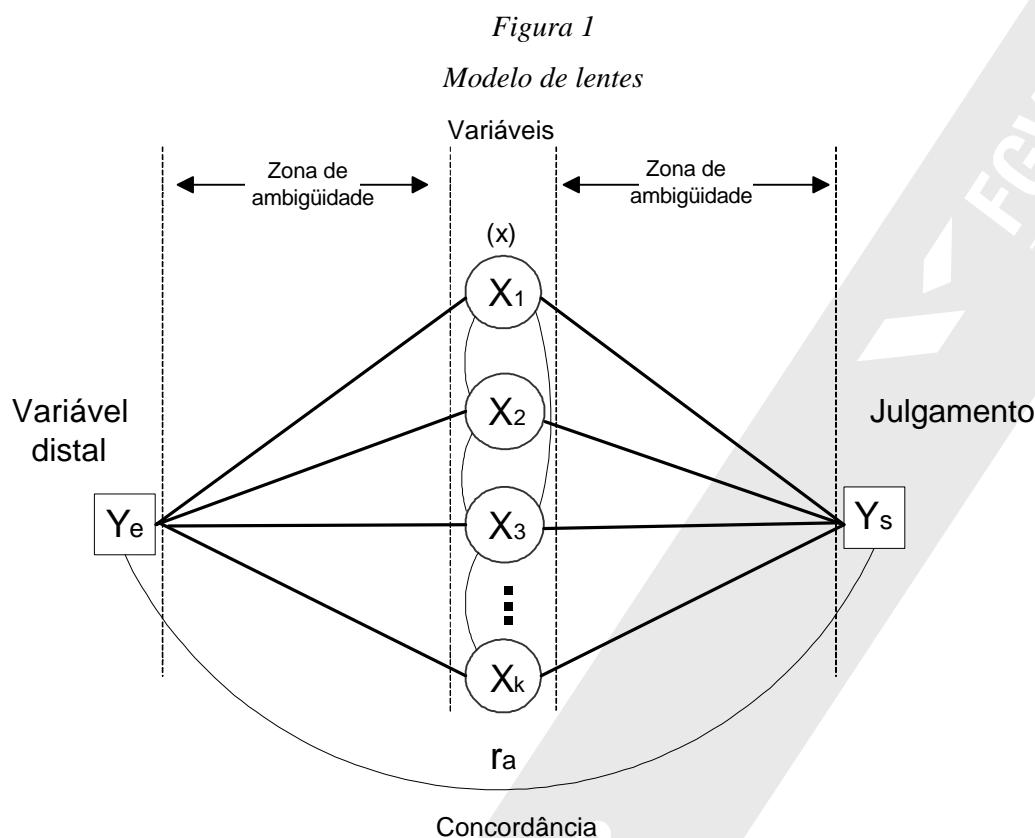 Figura 1
Modelo de lentes
Variáveis
Zona de
ambigüidade
Zona de
ambigüidade
(x)
X1
X2
Variável
distal
Julgamento
Ye
X3
Ys
Xk
ra
Concordância
FGV